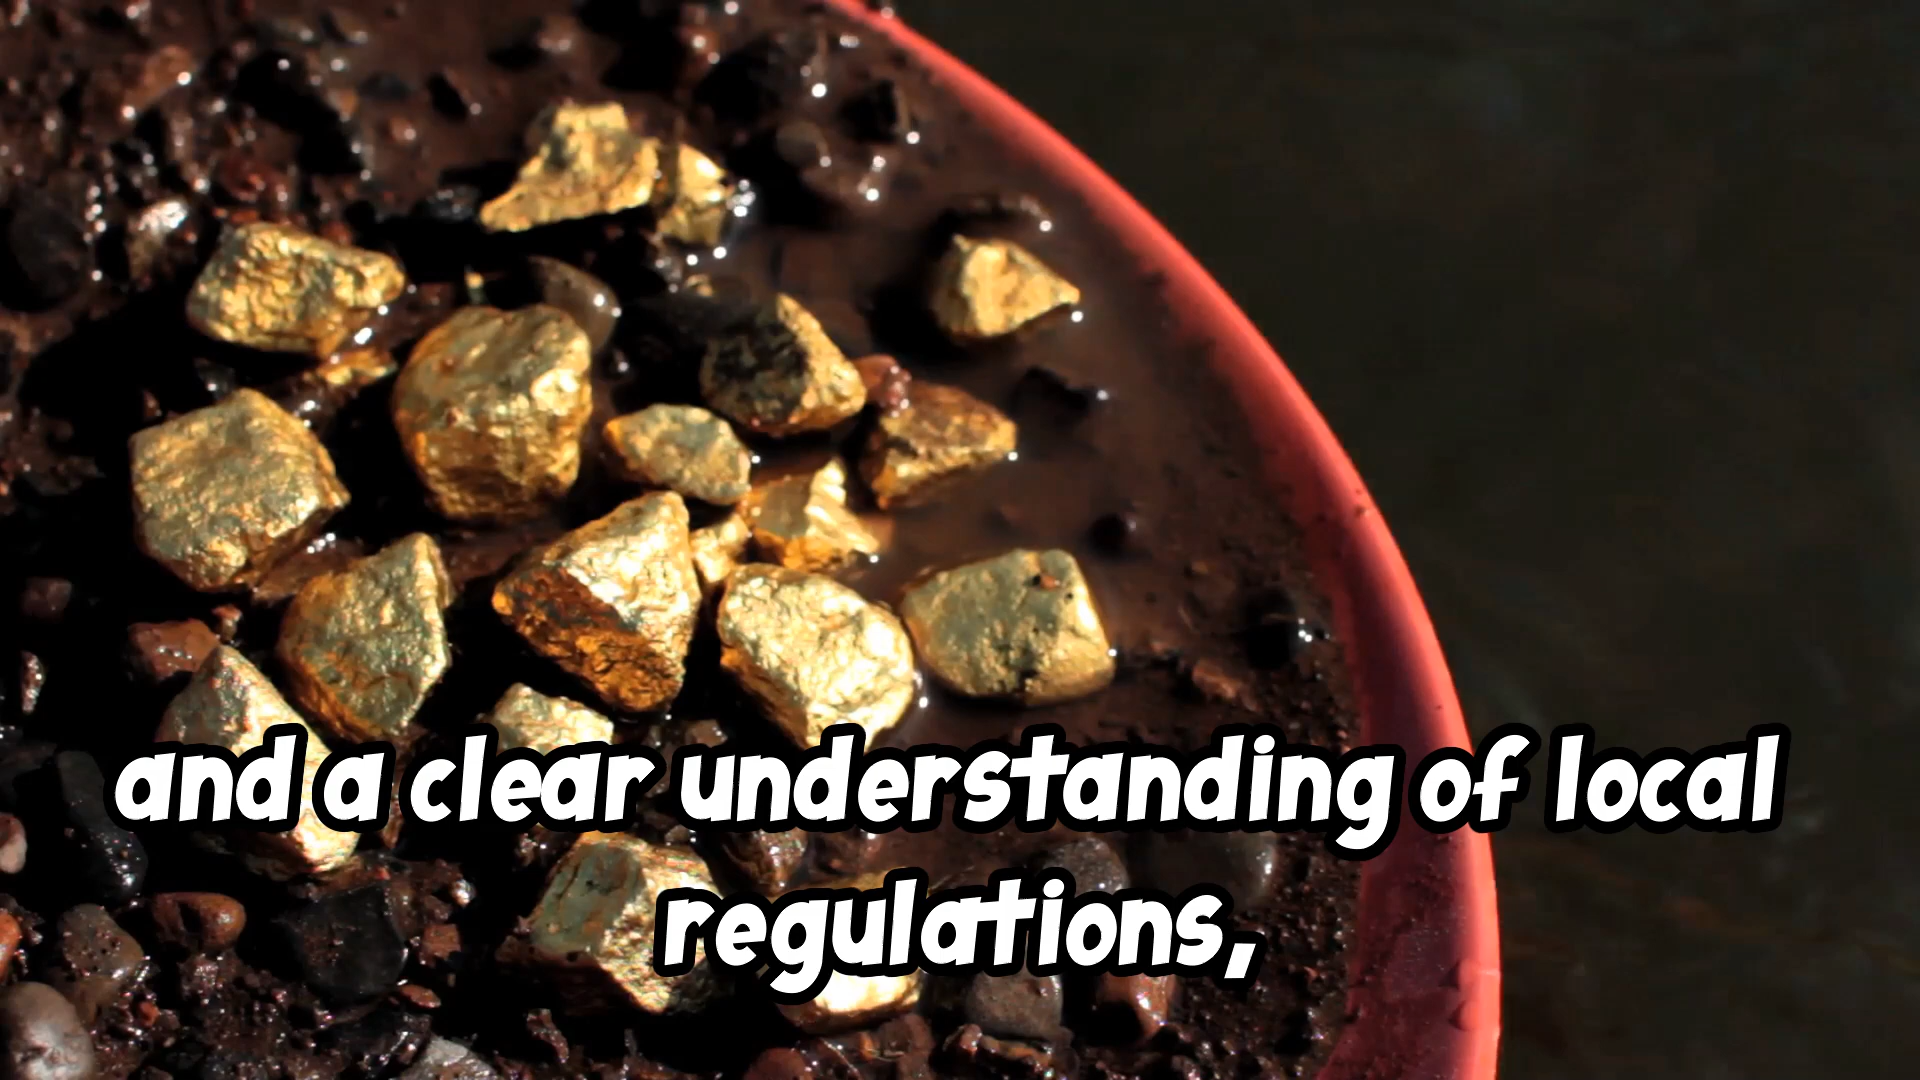 and a clear understanding of local
regulations,